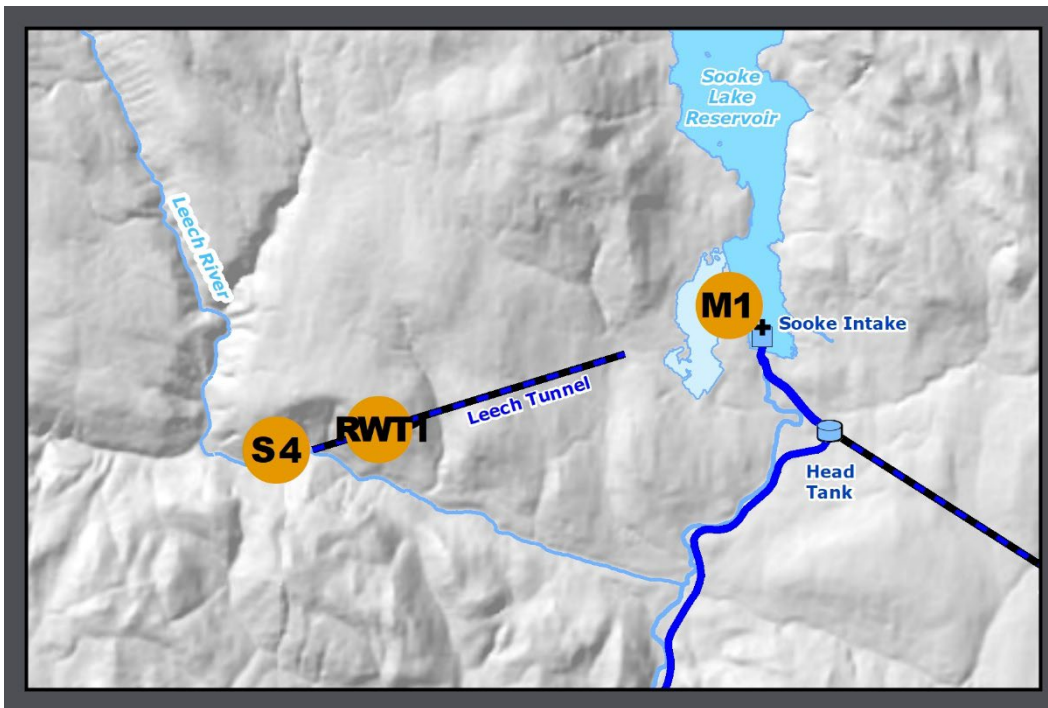 Sooke
Lake
Reservoir
Leech River
M1
Sooke Intake
Leech Tunnel
RWT1
S4
Head
Tank